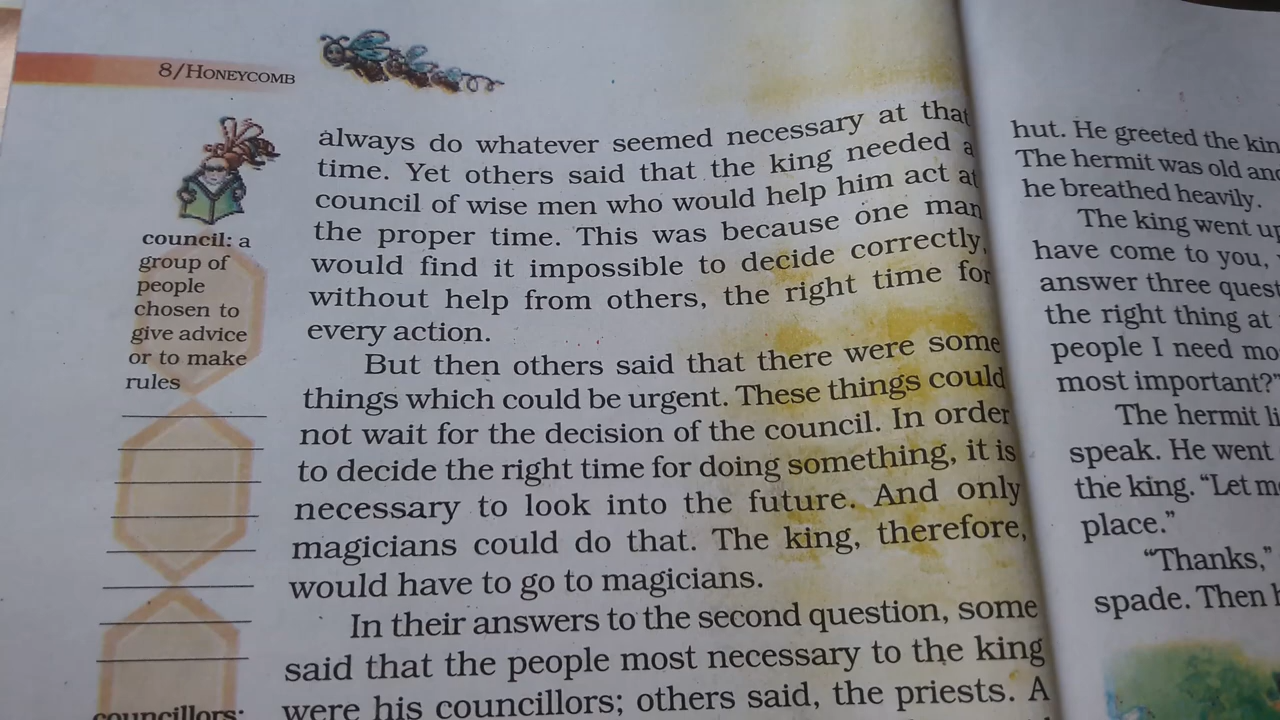 8/HONEYCOMB
council: a
group of
people
chosen to
give advice
or to make
rules
councillors:
always do whatever seemed necessary at that
time. Yet others said that the king needed a
council of wise men who would help him act at
the proper time. This was because one man
would find it impossible to decide correctly,
without help from others, the right time for
every action.
But then others said that there were some
things which could be urgent. These things could
not wait for the decision of the council. In order
to decide the right time for doing something, it is
necessary to look into the future. And only
magicians could do that. The king, therefore,
would have to go to magicians.
In their answers to the second question, some
said that the people most necessary to the king
were his councillors; others said, the priests. A
hut. He greeted the
The hermit was old
he breathed heavily.
The king went
have come to you,
answer three
the right thing at
people I need
most important?"
The hermit
speak. He went
the king. “Let
place.”
“Thanks,”
spade. Then